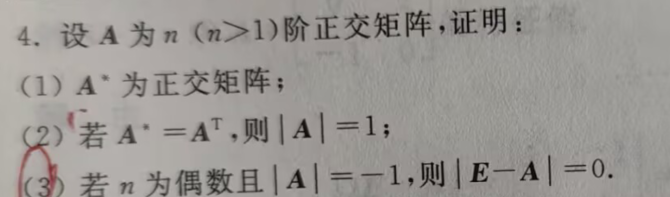 4. 设 A 为 n (n>1)阶正交矩阵,证明:
(1) A* 为正交矩阵;
(2) 若 A* =Aᵀ,则|A|=1;
(3) 若 n 为偶数且|A|=-1,则|E-A|=0.